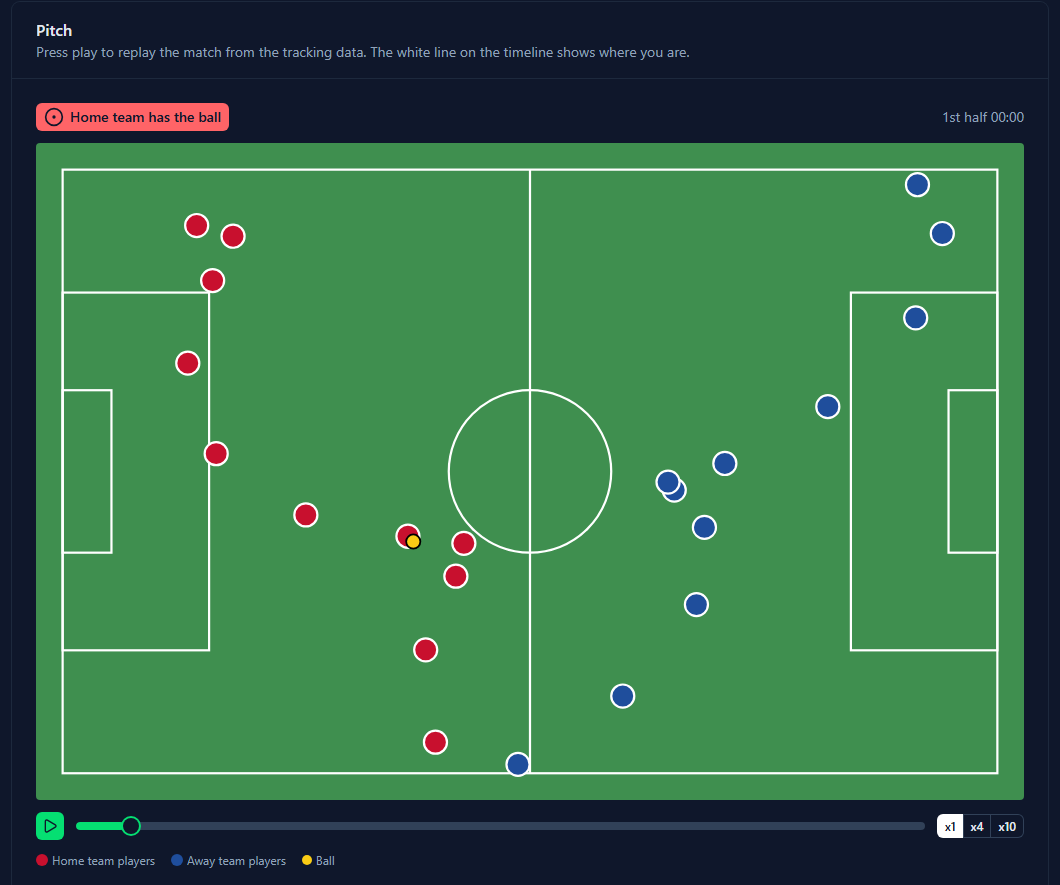 Pitch
Press play to replay the match from the tracking data. The white line on the timeline shows where you are.
Home team has the ball
1st half 00:00
x1 x4 x10
Home team players Away team players Ball